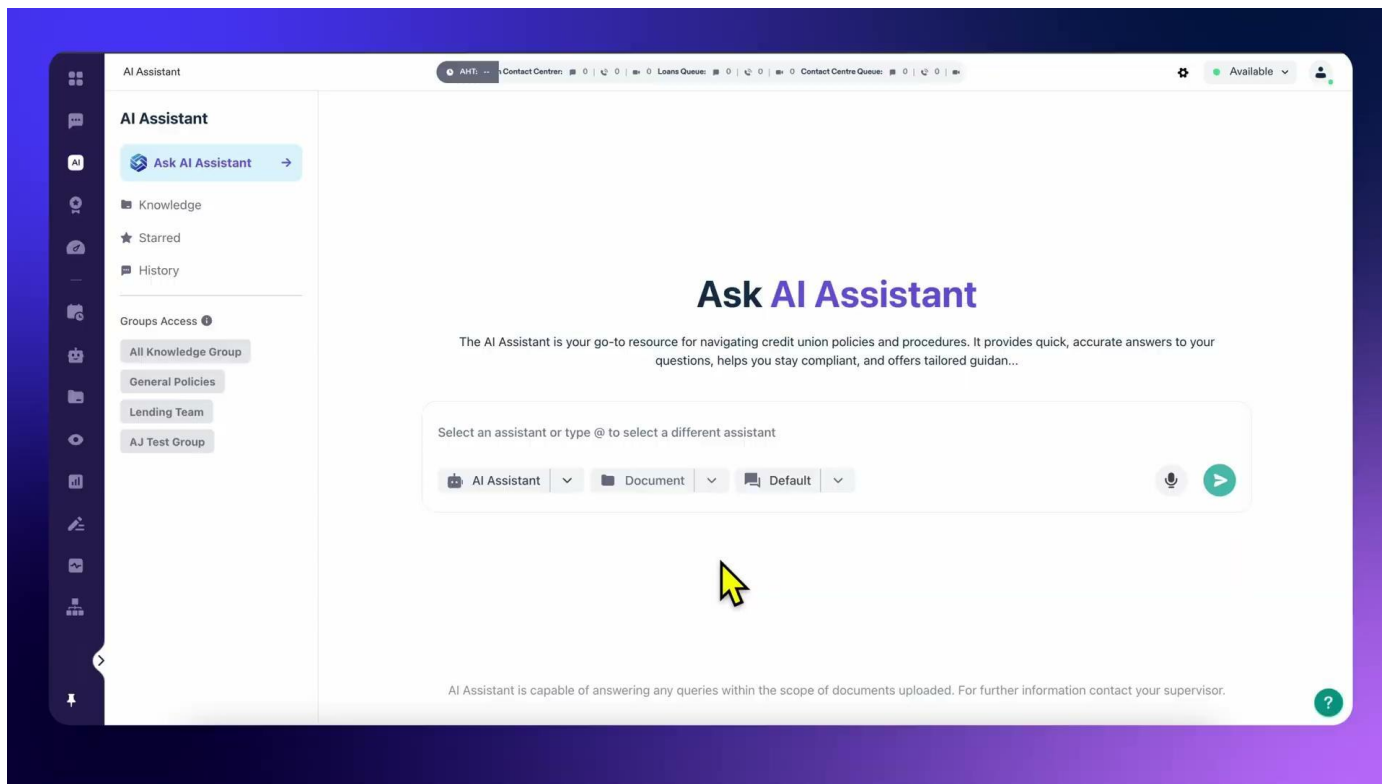 AI Assistant
AHT: -- Contact Centrer: 0 | 0 | 0 Loans Queue: 0 | 0 | 0 Contact Centre Queue: 0 | 0 |
Available
AI Assistant
AI
Ask AI Assistant
Knowledge
Starred
History
Groups Access
All Knowledge Group
General Policies
Lending Team
AJ Test Group
Ask AI Assistant
The AI Assistant is your go-to resource for navigating credit union policies and procedures. It provides quick, accurate answers to your
questions, helps you stay compliant, and offers tailored guidan...
Select an assistant or type @ to select a different assistant
AI Assistant Document Default
AI Assistant is capable of answering any queries within the scope of documents uploaded. For further information contact your supervisor.
?